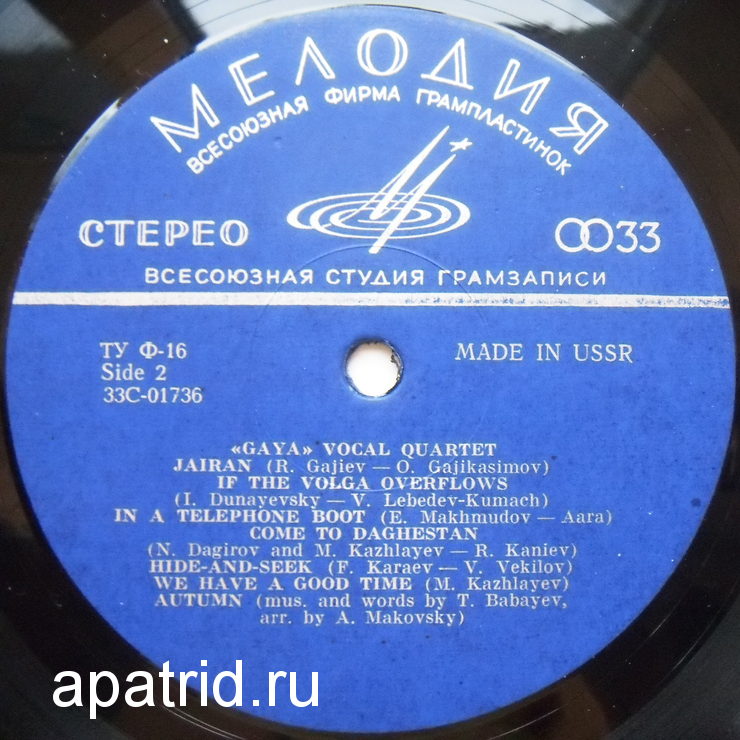 МЕЛОДИЯ
ВСЕСОЮЗНАЯ ФИРМА ГРАМПЛАСТИНОК
СТЕРЕО
33
ВСЕСОЮЗНАЯ СТУДИЯ ГРАМЗАПИСИ
ТУ Ф-16
Side 2
33С-01736
MADE IN USSR
«GAYA» VOCAL QUARTET
JAIRAN (R. Gajiev — O. Gajikasimov)
IF THE VOLGA OVERFLOWS
(I. Dunayevsky — V. Lebedev-Kumach)
IN A TELEPHONE BOOT (E. Makhmudov — Aara)
COME TO DAGHESTAN
(N. Dagirov and M. Kazhlayev — R. Kaniev)
HIDE-AND-SEEK (F. Karaev — V. Vekilov)
WE HAVE A GOOD TIME (M. Kazhlayev)
AUTUMN (mus. and words by T. Babayev,
arr. by A. Makovsky)
apatrid.ru